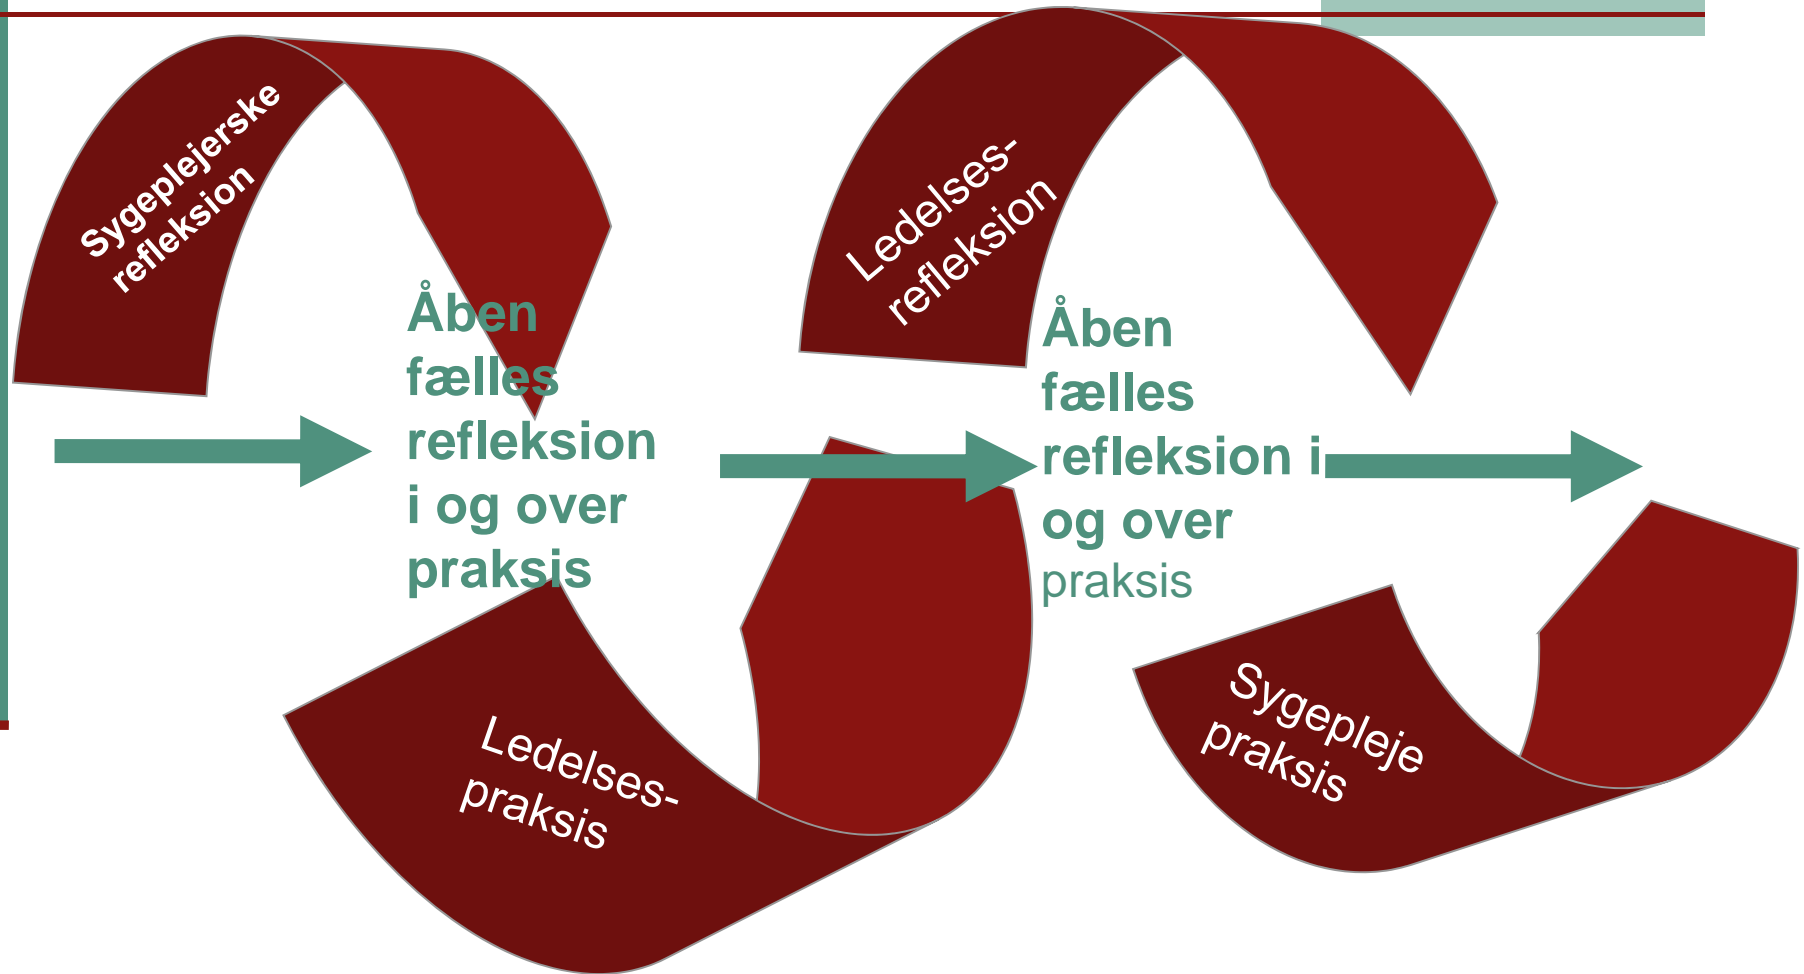 Sygeplejerske
refleksion
Åben
fælles
refleksion
i og over
praksis
Ledelses-
praksis
Ledelses-
refleksion
Åben
fælles
refleksion i
og over
praksis
Sygepleje
praksis